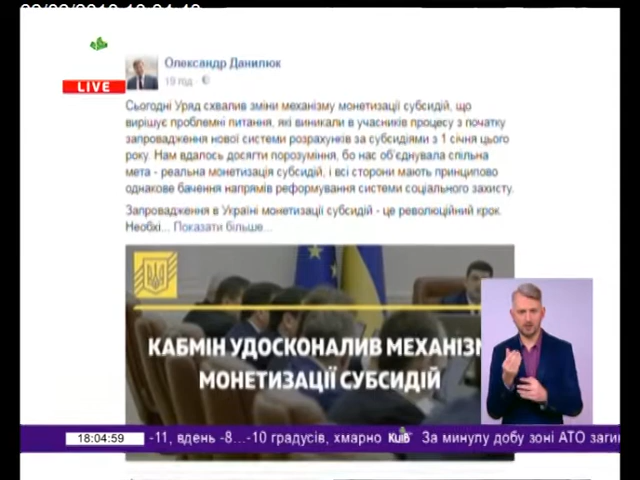 Олександр Данилюк
19 год ·
LIVE
Сьогодні Уряд схвалив зміни механізму монетизації субсидій, що
вирішує проблемні питання, які виникали в учасників процесу з початку
запровадження нової системи розрахунків за субсидіями з 1 січня цього
року. Нам вдалось досягти порозуміння, бо нас об'єднувала спільна
мета - реальна монетизація субсидій, і всі сторони мають принципово
однакове бачення напрямів реформування системи соціального захисту.
Запровадження в Україні монетизації субсидій - це революційний крок.
Необхі... Показати більше...
КАБМІН УДОСКОНАЛИВ МЕХАНІЗМ
МОНЕТИЗАЦІЇ СУБСИДІЙ
18:04:59 -11, вдень -8...-10 градусів, хмарно Київ За минулу добу зоні АТО заги